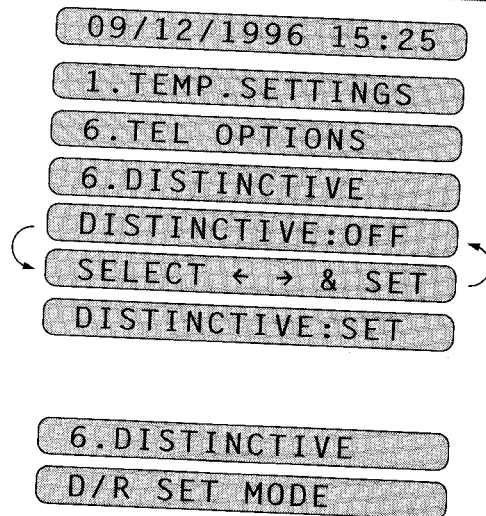 09/12/1996 15:25
1.TEMP.SETTINGS
6.TEL OPTIONS
6.DISTINCTIVE
DISTINCTIVE:OFF
SELECT ← → & SET
DISTINCTIVE:SET
6.DISTINCTIVE
D/R SET MODE